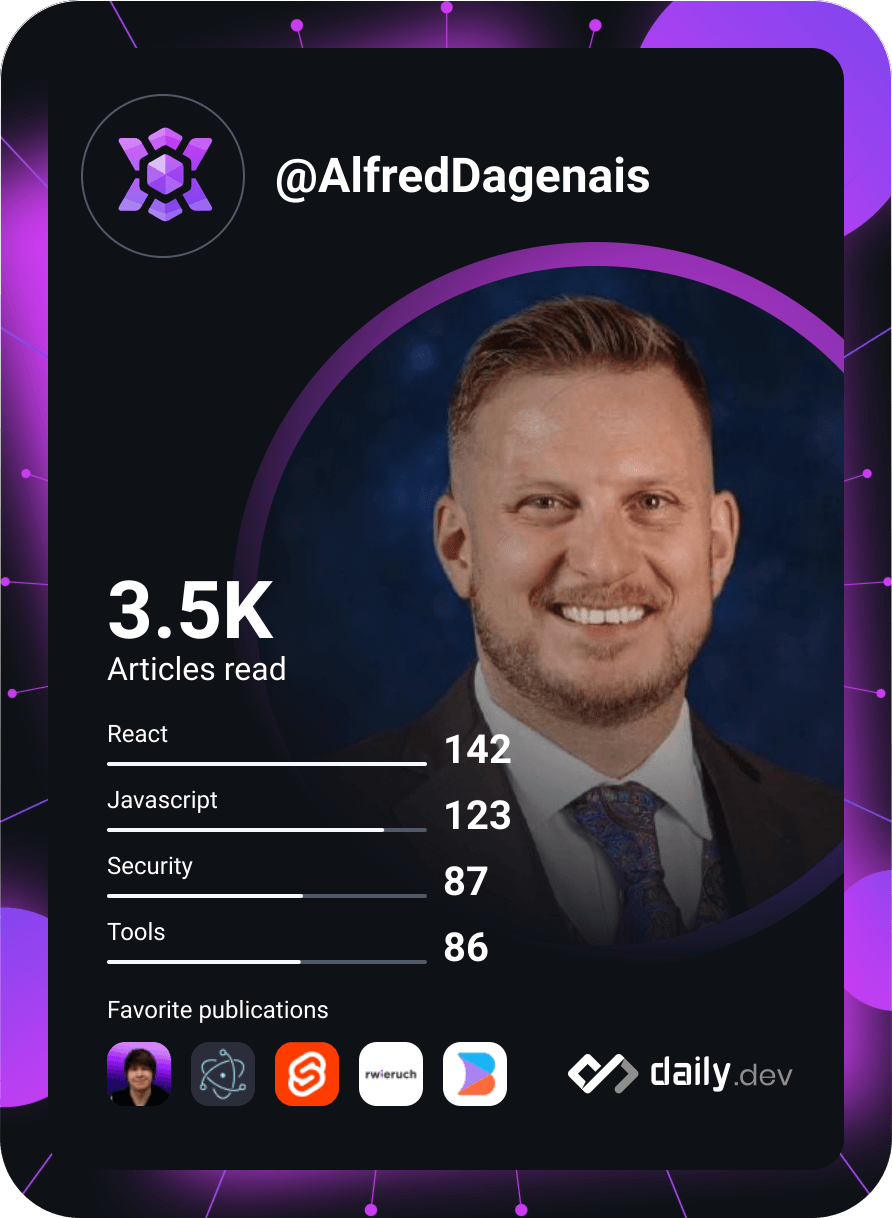 @AlfredDagenais
3.5K
Articles read
React
142
Javascript
123
Security
87
Tools
86
Favorite publications
rwieruch
daily.dev